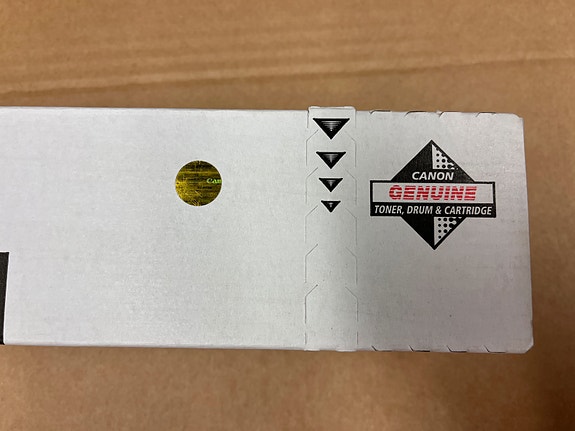 CANON
GENUINE
TONER, DRUM & CARTRIDGE